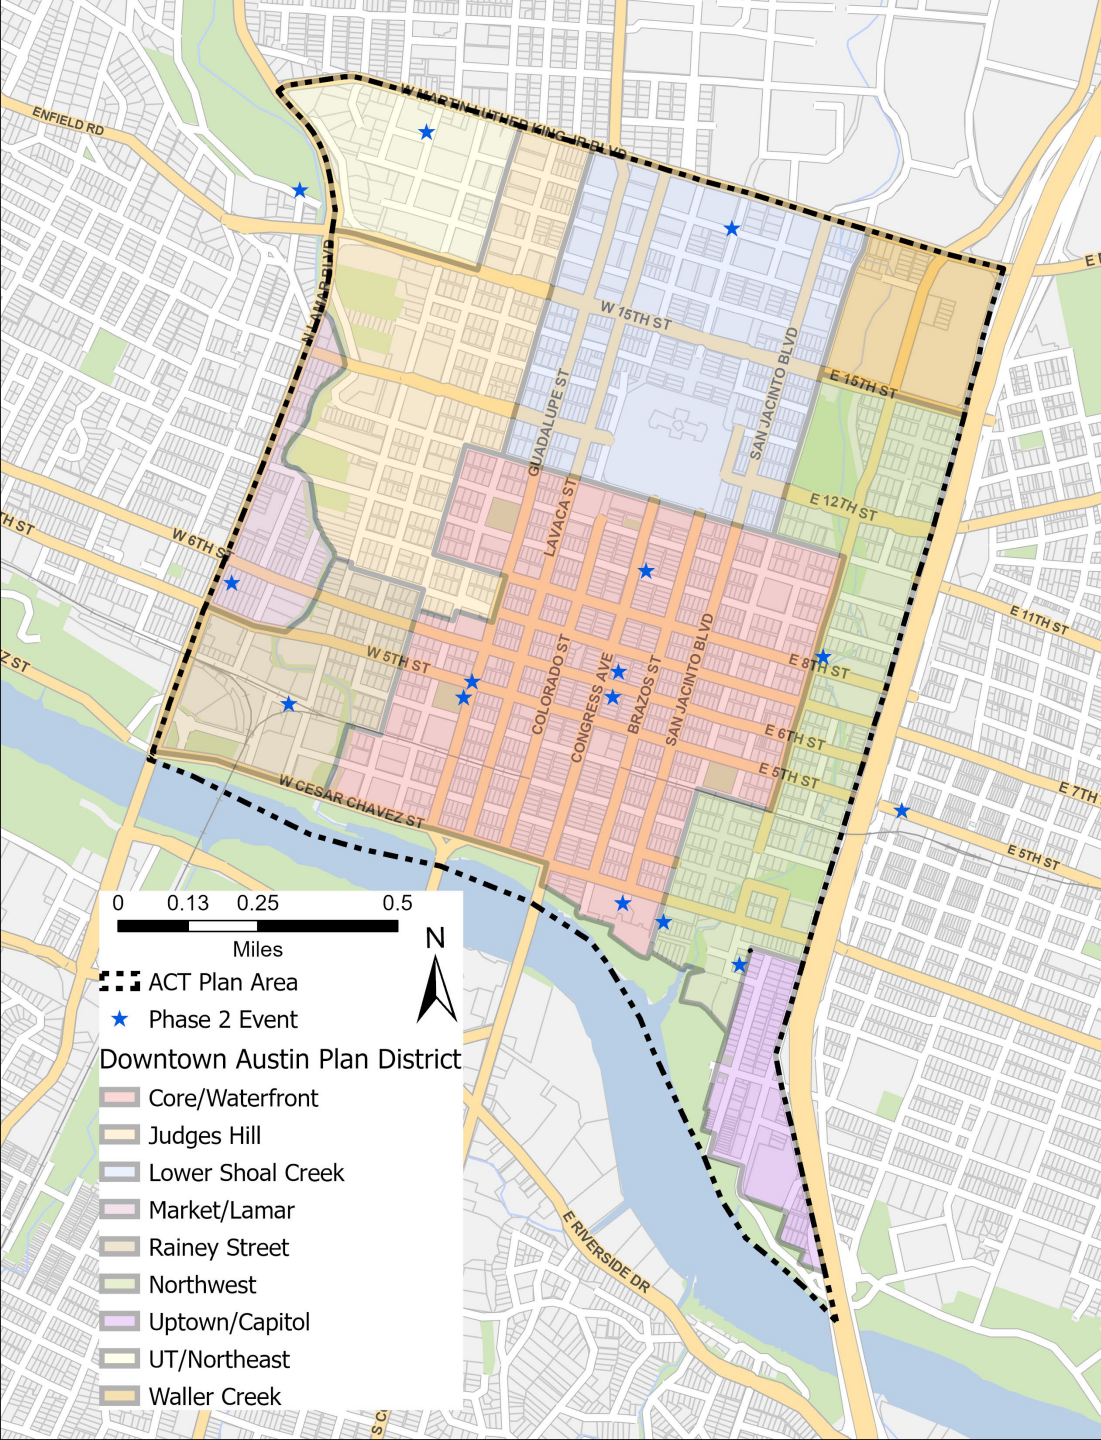 W MARTIN LUTHER KING JR BLVD
ENFIELD RD
N LAMAR BLVD
W 15TH ST
E 15TH ST
GUADALUPE ST
SAN JACINTO BLVD
LAVACA ST
E 12TH ST
W 6TH ST
TH ST
E 11TH ST
W 5TH ST
COLORADO ST
CONGRESS AVE
BRAZOS ST
SAN JACINTO BLVD
E 8TH ST
Z ST
E 6TH ST
E 5TH ST
E 7TH
W CESAR CHAVEZ ST
E 5TH ST
0 0.13 0.25 0.5
Miles
N
ACT Plan Area
Phase 2 Event
Downtown Austin Plan District
Core/Waterfront
Judges Hill
Lower Shoal Creek
Market/Lamar
Rainey Street
Northwest
Uptown/Capitol
UT/Northeast
Waller Creek
E RIVERSIDE DR